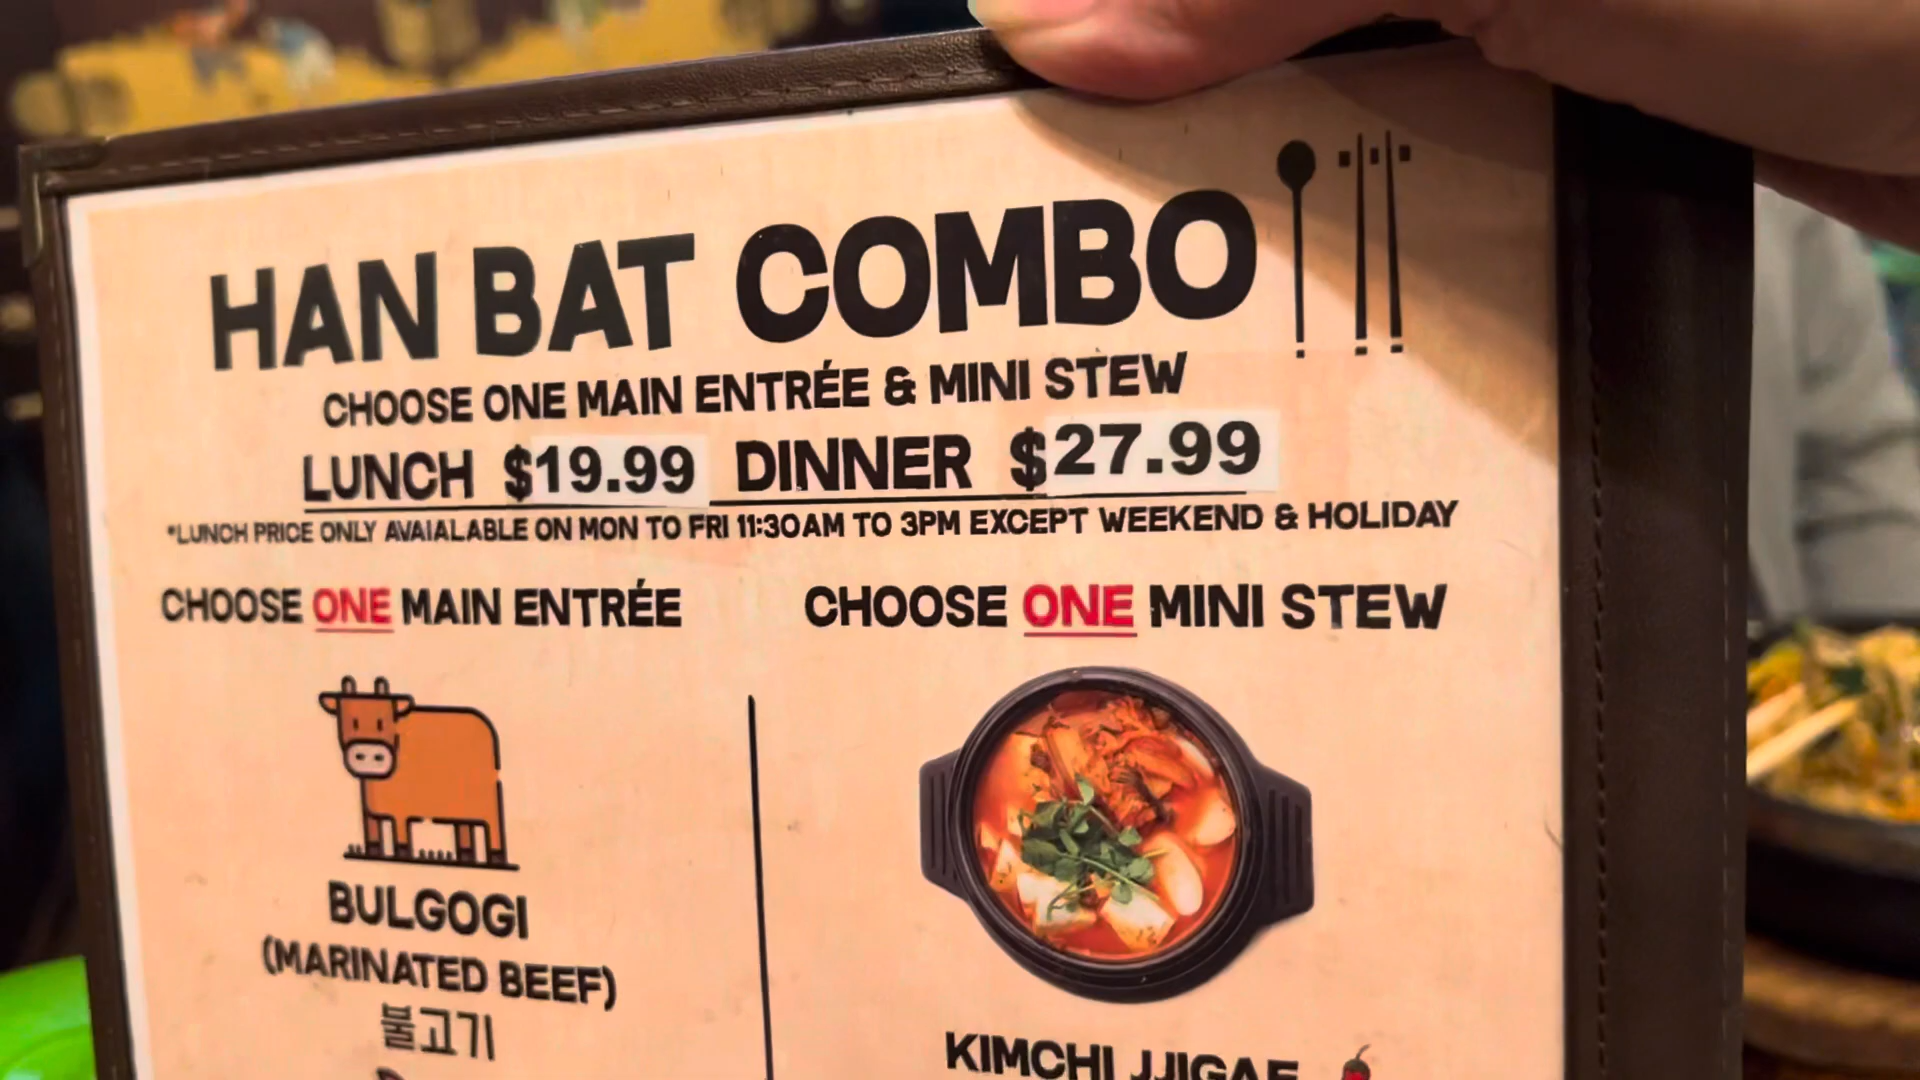 HAN BAT COMBO
CHOOSE ONE MAIN ENTRÉE & MINI STEW
LUNCH $19.99 DINNER $27.99
*LUNCH PRICE ONLY AVAIALABLE ON MON TO FRI 11:30AM TO 3PM EXCEPT WEEKEND & HOLIDAY
CHOOSE ONE MAIN ENTRÉE
BULGOGI
(MARINATED BEEF)
불고기
CHOOSE ONE MINI STEW
KIMCHI JJIGAE